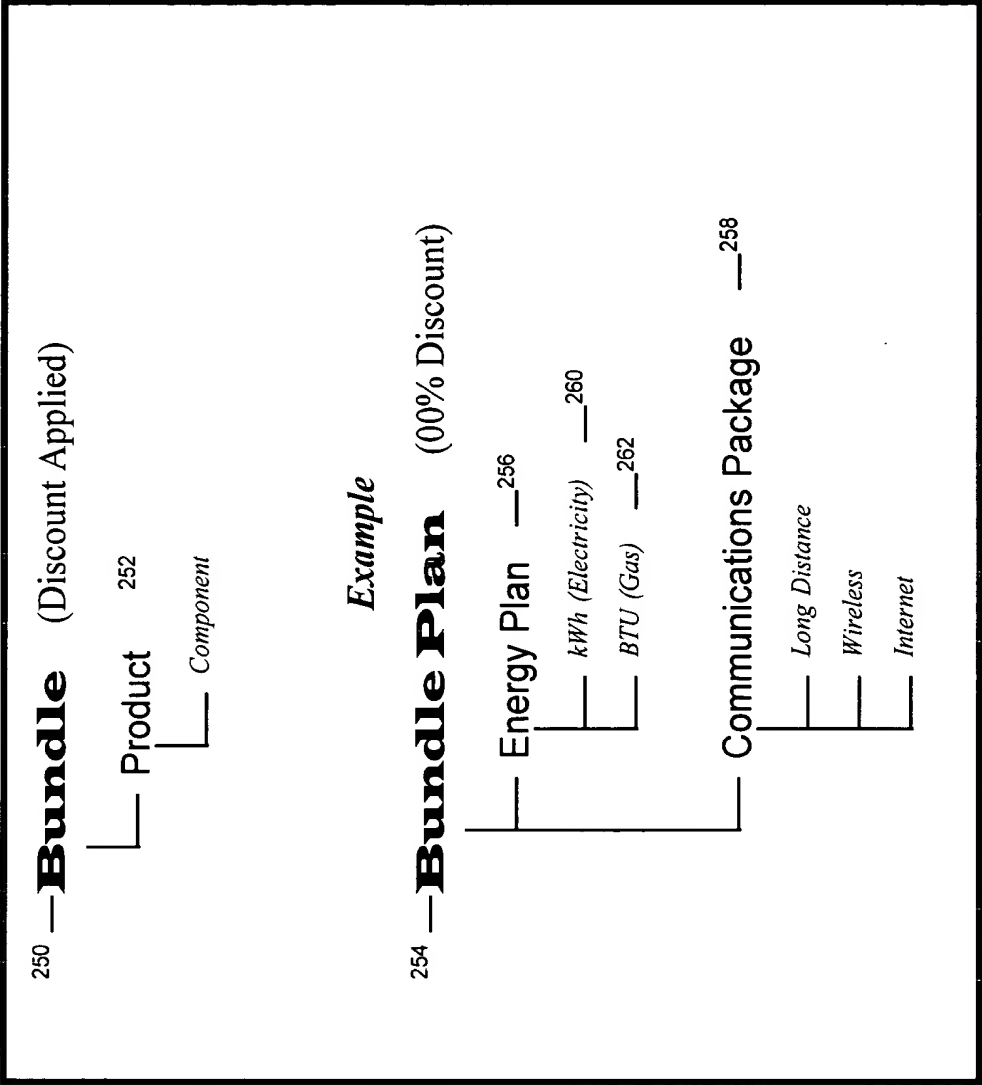 250 Bundle (Discount Applied)
Product 252
Component
Example
254 Bundle Plan (00% Discount)
Energy Plan 256
kWh (Electricity) 260
BTU (Gas) 262
Communications Package 258
Long Distance
Wireless
Internet